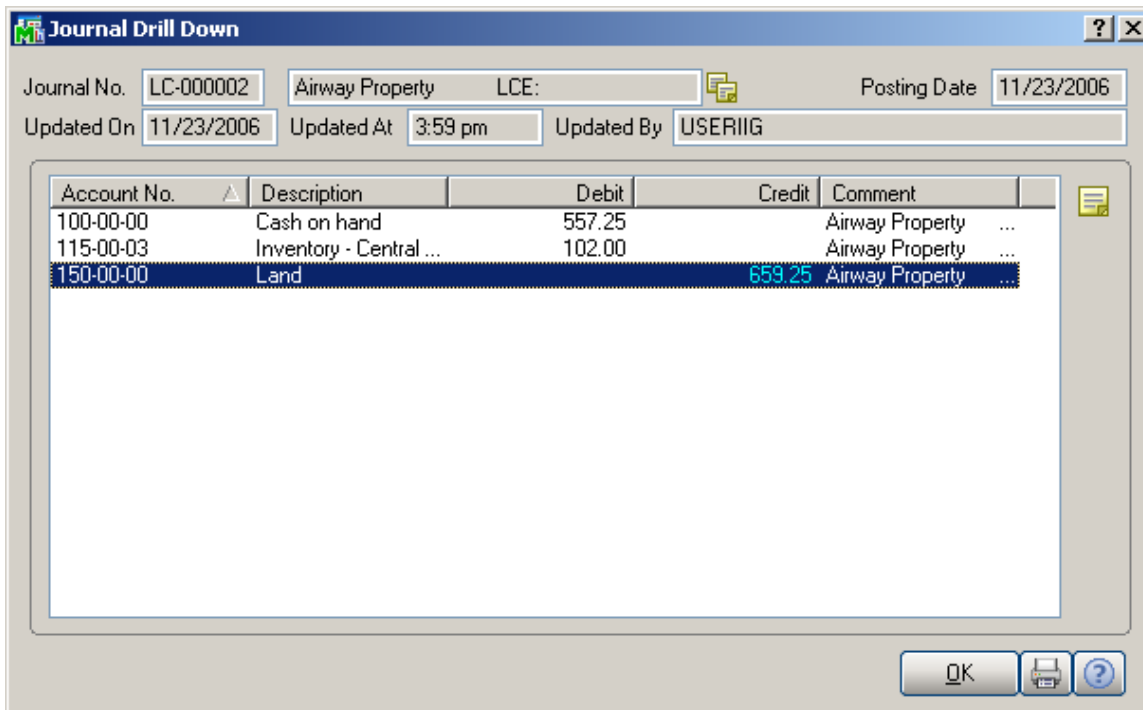 Journal Drill Down
Journal No. LC-000002 Airway Property LCE: Posting Date 11/23/2006
Updated On 11/23/2006 Updated At 3:59 pm Updated By USERIIG
Account No. Description Debit Credit Comment
100-00-00 Cash on hand 557.25 Airway Property ...
115-00-03 Inventory - Central ... 102.00 Airway Property ...
150-00-00 Land 659.25 Airway Property ...
OK